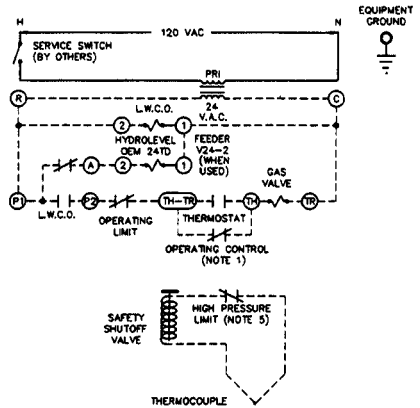 H
120 VAC
N
EQUIPMENT
GROUND
SERVICE SWITCH
(BY OTHERS)
PRI
R
L.W.C.O.
24
V.A.C.
C
2
1
HYDROLEVEL
OEM 24TD
FEEDER
V24-2
(WHEN
USED)
A
2
1
GAS
VALVE
P1
L.W.C.O.
P2
OPERATING
LIMIT
TH-TR
THERMOSTAT
TH
TR
OPERATING CONTROL
(NOTE 1)
SAFETY
SHUTOFF
VALVE
HIGH PRESSURE
LIMIT (NOTE 5)
THERMOCOUPLE